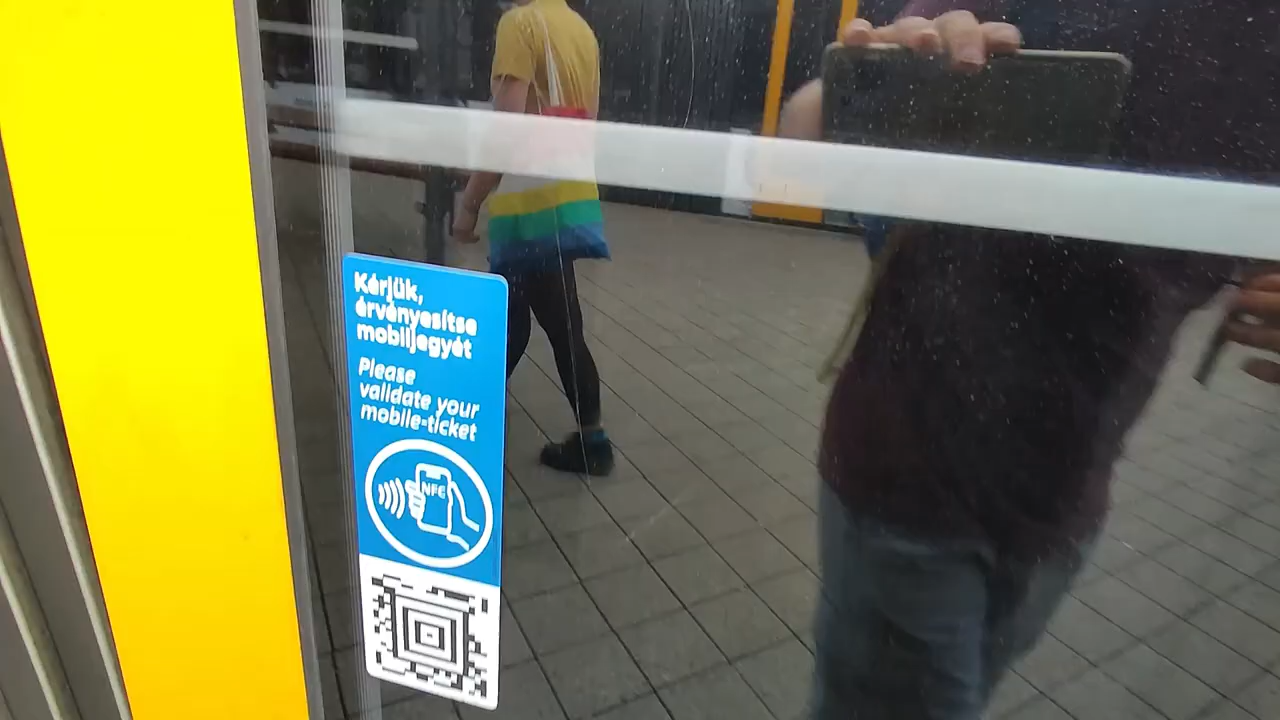 Kérjük,
érvényesítse
mobiljegyét
Please
validate your
mobile-ticket
NFC